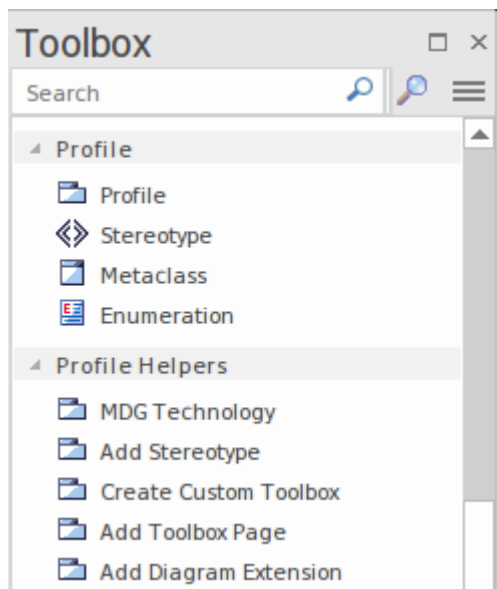 Toolbox
Search
Profile
Profile
Stereotype
Metaclass
Enumeration
Profile Helpers
MDG Technology
Add Stereotype
Create Custom Toolbox
Add Toolbox Page
Add Diagram Extension